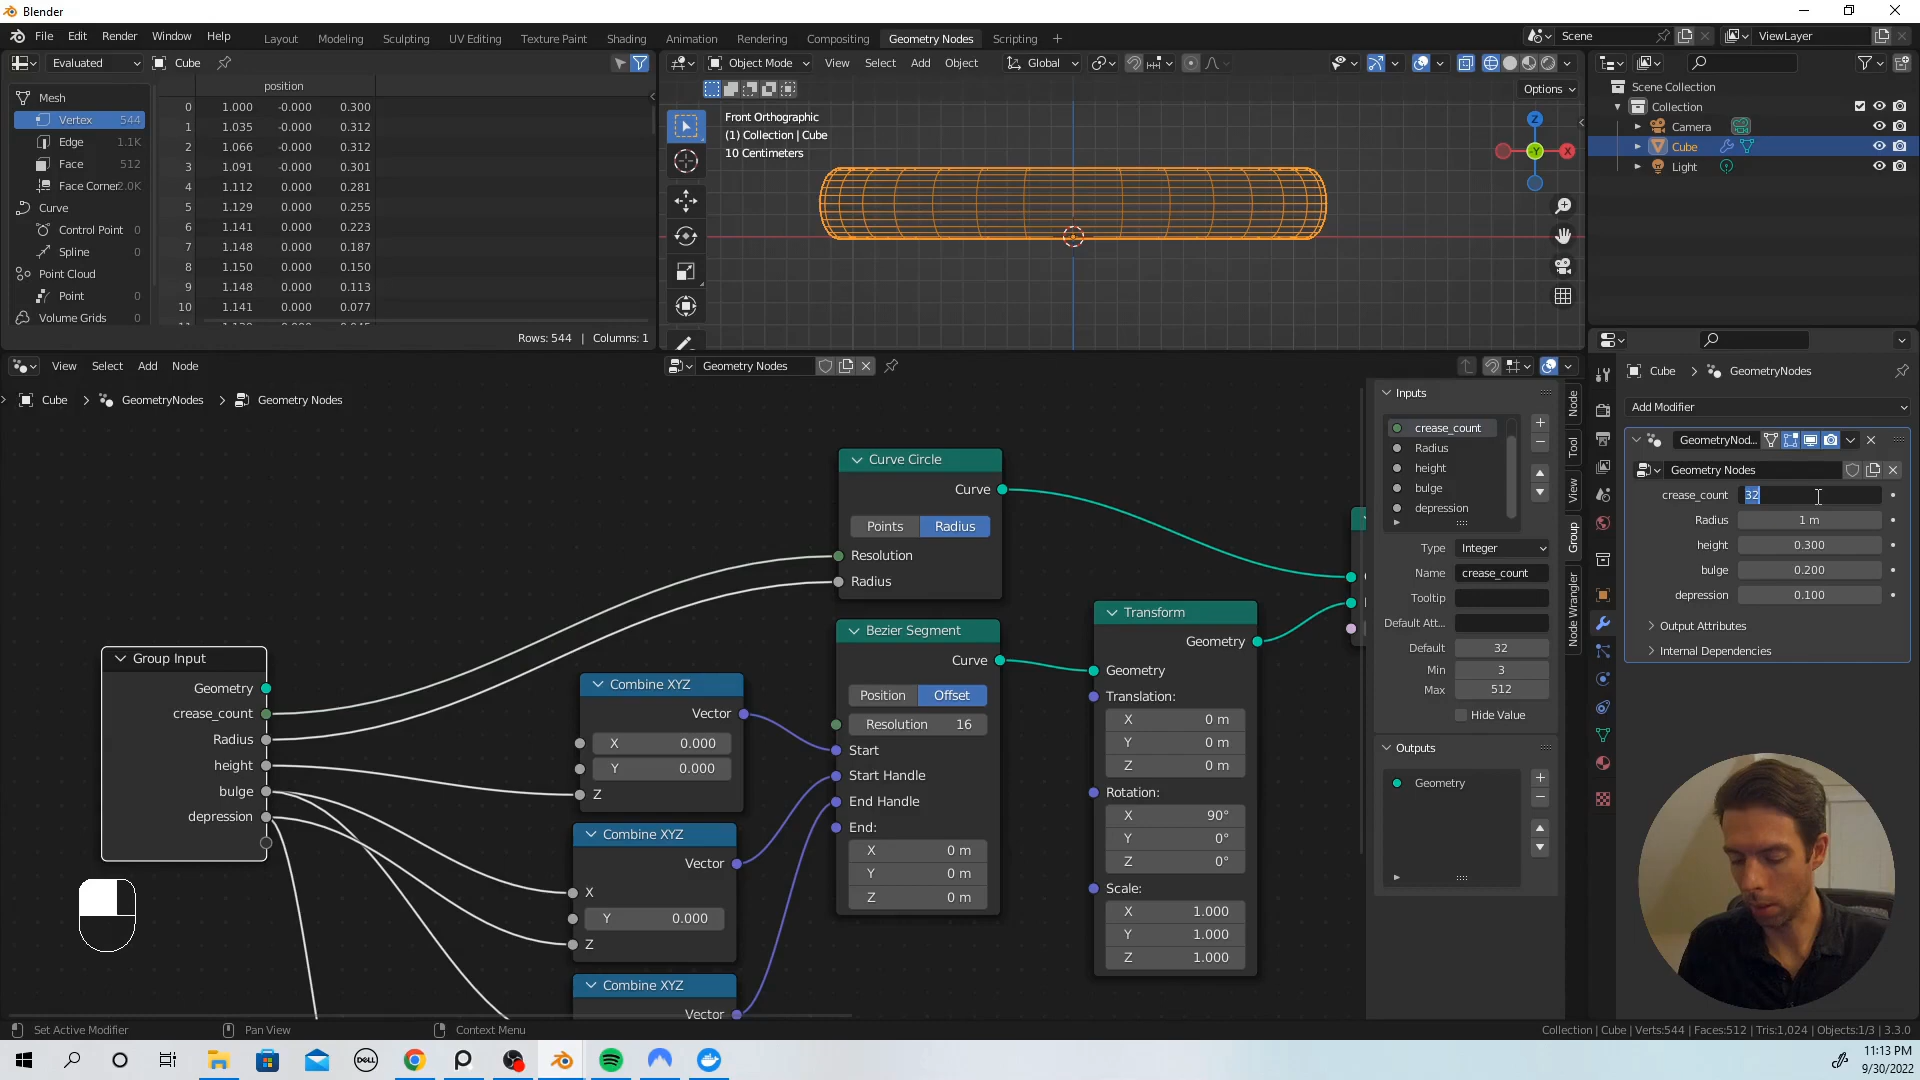 Blender
File Edit Render Window Help
Layout Modeling Sculpting UV Editing Texture Paint Shading Animation Rendering Compositing Geometry Nodes Scripting +
Scene ViewLayer
Evaluated Cube
position
Mesh
Vertex 544
Edge 1.1K
Face 512
Face Corner 2.0K
Curve
Control Point 0
Spline 0
Point Cloud
Point 0
Volume Grids 0
0 1.000 -0.000 0.300
1 1.035 -0.000 0.312
2 1.066 -0.000 0.312
3 1.091 -0.000 0.301
4 1.112 0.000 0.281
5 1.129 0.000 0.255
6 1.141 0.000 0.223
7 1.148 0.000 0.187
8 1.150 0.000 0.150
9 1.148 0.000 0.113
10 1.141 0.000 0.077
Rows: 544 | Columns: 1
Object Mode View Select Add Object Global
Options
Front Orthographic
(1) Collection | Cube
10 Centimeters
Z
X
-Y
Scene Collection
Collection
Camera
Cube
Light
View Select Add Node
Geometry Nodes
Cube > GeometryNodes > Geometry Nodes
Group Input
Geometry
crease_count
Radius
height
bulge
depression
Curve Circle
Curve
Points Radius
Resolution
Radius
Combine XYZ
Vector
X 0.000
Y 0.000
Z
Combine XYZ
Vector
X
Y 0.000
Z
Combine XYZ
Vector
Bezier Segment
Curve
Position Offset
Resolution 16
Start
Start Handle
End Handle
End:
X 0 m
Y 0 m
Z 0 m
Transform
Geometry
Geometry
Translation:
X 0 m
Y 0 m
Z 0 m
Rotation:
X 90°
Y 0°
Z 0°
Scale:
X 1.000
Y 1.000
Z 1.000
Inputs
crease_count
Radius
height
bulge
depression
Type Integer
Name crease_count
Tooltip
Default Att...
Default 32
Min 3
Max 512
Hide Value
Outputs
Geometry
Node
Tool
View
Group
Node Wrangler
Cube > GeometryNodes
Add Modifier
GeometryNod...
Geometry Nodes
crease_count 32
Radius 1 m
height 0.300
bulge 0.200
depression 0.100
Output Attributes
Internal Dependencies
Set Active Modifier Pan View Context Menu
Collection | Cube | Verts:544 | Faces:512 | Tris:1,024 | Objects:1/3 | 3.3.0
DELL
11:13 PM
9/30/2022